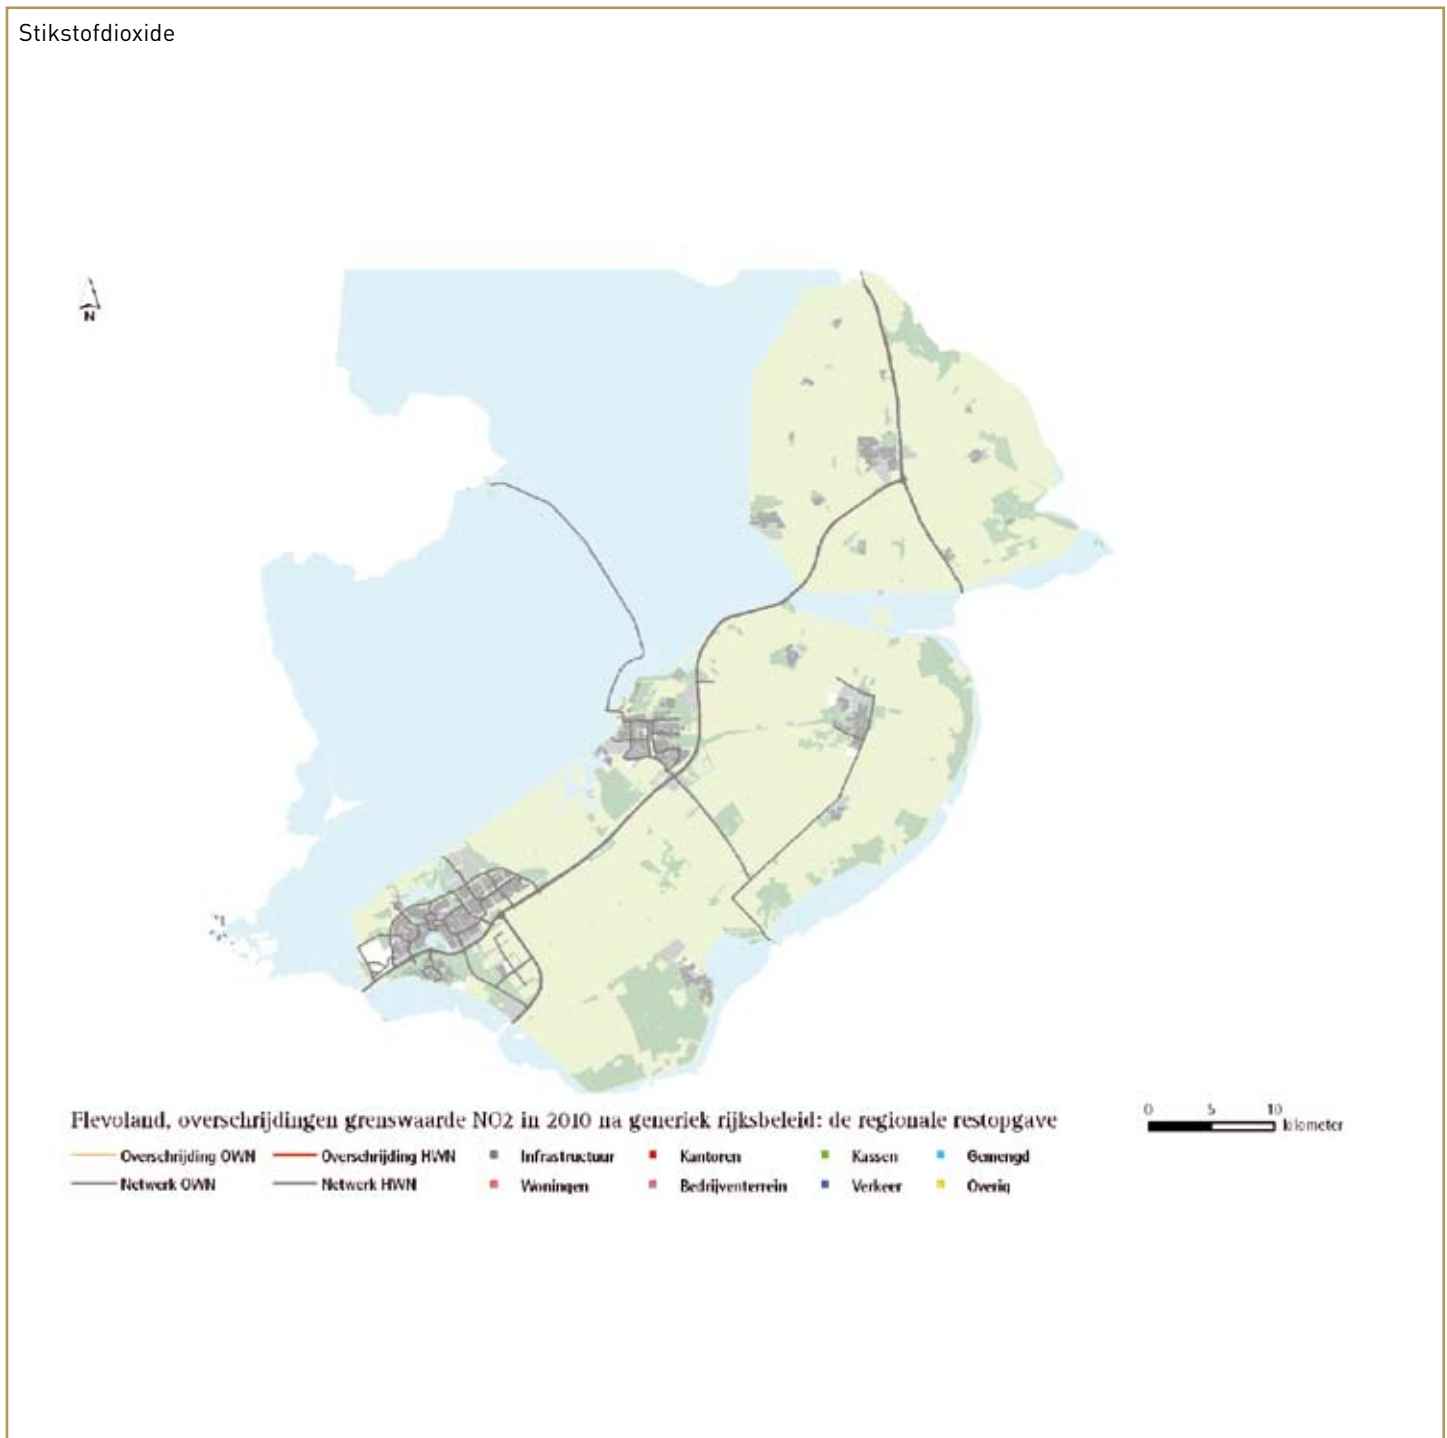 Stikstofdioxide
N
Flevoland, overschrijdingen grenswaarde NO2 in 2010 na generiek rijksbeleid: de regionale restopgave
0 5 10
kilometer
Overschrijding OWN Overschrijding HWN Infrastructuur Kantoren Kassen Gemengd
Netwerk OWN Netwerk HWN Woningen Bedrijventerrein Verkeer Overig